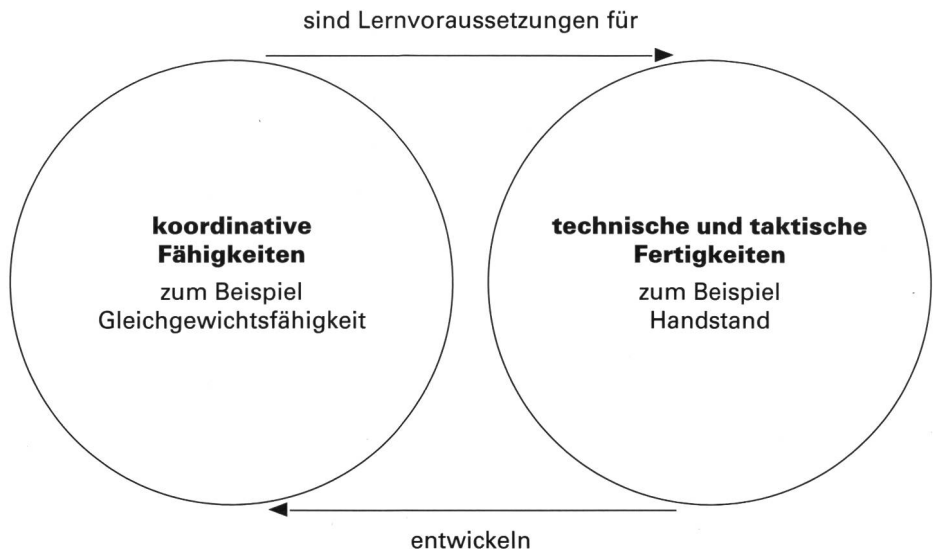 sind Lernvoraussetzungen für
koordinative
Fähigkeiten
zum Beispiel
Gleichgewichtsfähigkeit
technische und taktische
Fertigkeiten
zum Beispiel
Handstand
entwickeln